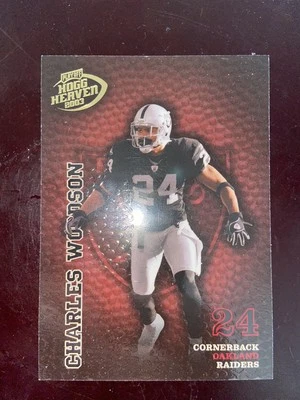 PLAYOFF
HOGG
HEAVEN
2003
CHARLES WOODSON
24
24
CORNERBACK
OAKLAND
RAIDERS